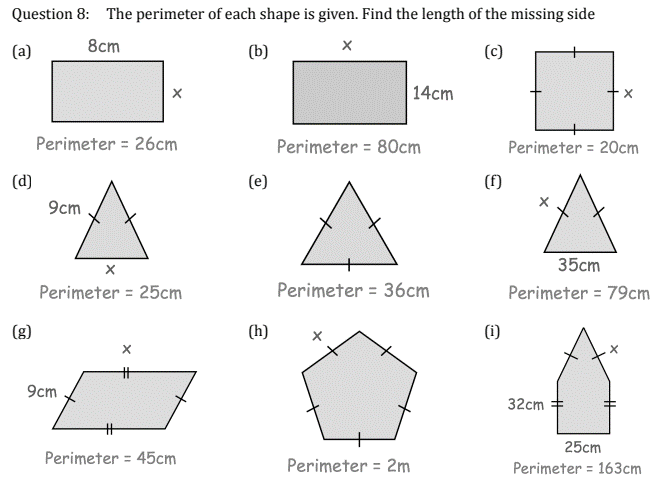 Question 8: The perimeter of each shape is given. Find the length of the missing side
(a) (b) (c)
8cm x
x 14cm x
Perimeter = 26cm Perimeter = 80cm Perimeter = 20cm
(d) (e) (f)
9cm x
x 35cm
Perimeter = 25cm Perimeter = 36cm Perimeter = 79cm
(g) (h) (i)
x x x
9cm 32cm
25cm
Perimeter = 45cm Perimeter = 2m Perimeter = 163cm